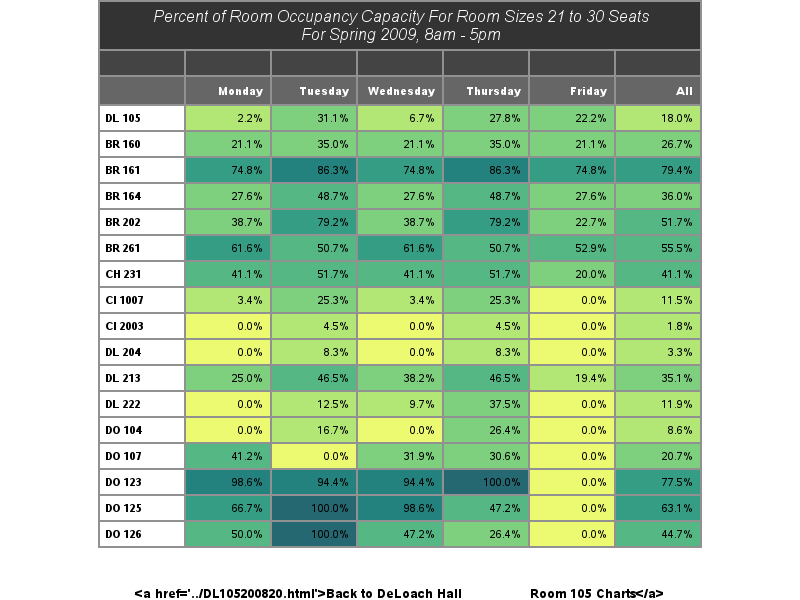 Percent of Room Occupancy Capacity For Room Sizes 21 to 30 Seats
For Spring 2009, 8am - 5pm
Monday Tuesday Wednesday Thursday Friday All
DL 105 2.2% 31.1% 6.7% 27.8% 22.2% 18.0%
BR 160 21.1% 35.0% 21.1% 35.0% 21.1% 26.7%
BR 161 74.8% 86.3% 74.8% 86.3% 74.8% 79.4%
BR 164 27.6% 48.7% 27.6% 48.7% 27.6% 36.0%
BR 202 38.7% 79.2% 38.7% 79.2% 22.7% 51.7%
BR 261 61.6% 50.7% 61.6% 50.7% 52.9% 55.5%
CH 231 41.1% 51.7% 41.1% 51.7% 20.0% 41.1%
CI 1007 3.4% 25.3% 3.4% 25.3% 0.0% 11.5%
CI 2003 0.0% 4.5% 0.0% 4.5% 0.0% 1.8%
DL 204 0.0% 8.3% 0.0% 8.3% 0.0% 3.3%
DL 213 25.0% 46.5% 38.2% 46.5% 19.4% 35.1%
DL 222 0.0% 12.5% 9.7% 37.5% 0.0% 11.9%
DO 104 0.0% 16.7% 0.0% 26.4% 0.0% 8.6%
DO 107 41.2% 0.0% 31.9% 30.6% 0.0% 20.7%
DO 123 98.6% 94.4% 94.4% 100.0% 0.0% 77.5%
DO 125 66.7% 100.0% 98.6% 47.2% 0.0% 63.1%
DO 126 50.0% 100.0% 47.2% 26.4% 0.0% 44.7%
<a href='../DL105200820.html'>Back to DeLoach Hall Room 105 Charts</a>